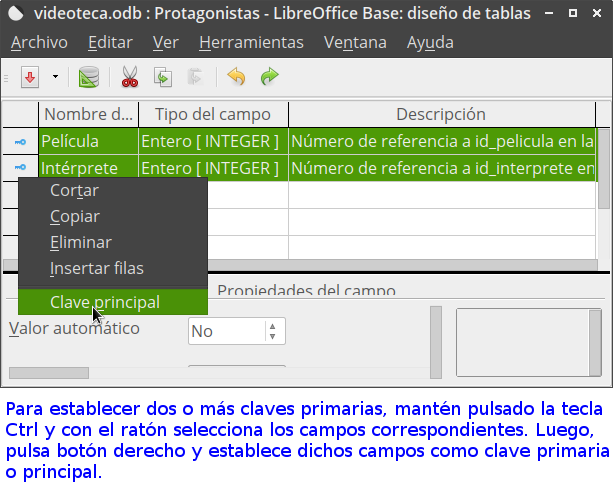 videoteca.odb : Protagonistas - LibreOffice Base: diseño de tablas
Archivo Editar Ver Herramientas Ventana Ayuda
Nombre d... Tipo del campo Descripción
Película Entero [ INTEGER ] Número de referencia a id_pelicula en la
Intérprete Entero [ INTEGER ] Número de referencia a id_interprete en
Cortar
Copiar
Eliminar
Insertar filas
Clave principal
Propiedades del campo
Valor automático No
Para establecer dos o más claves primarias, mantén pulsado la tecla
Ctrl y con el ratón selecciona los campos correspondientes. Luego,
pulsa botón derecho y establece dichos campos como clave primaria
o principal.